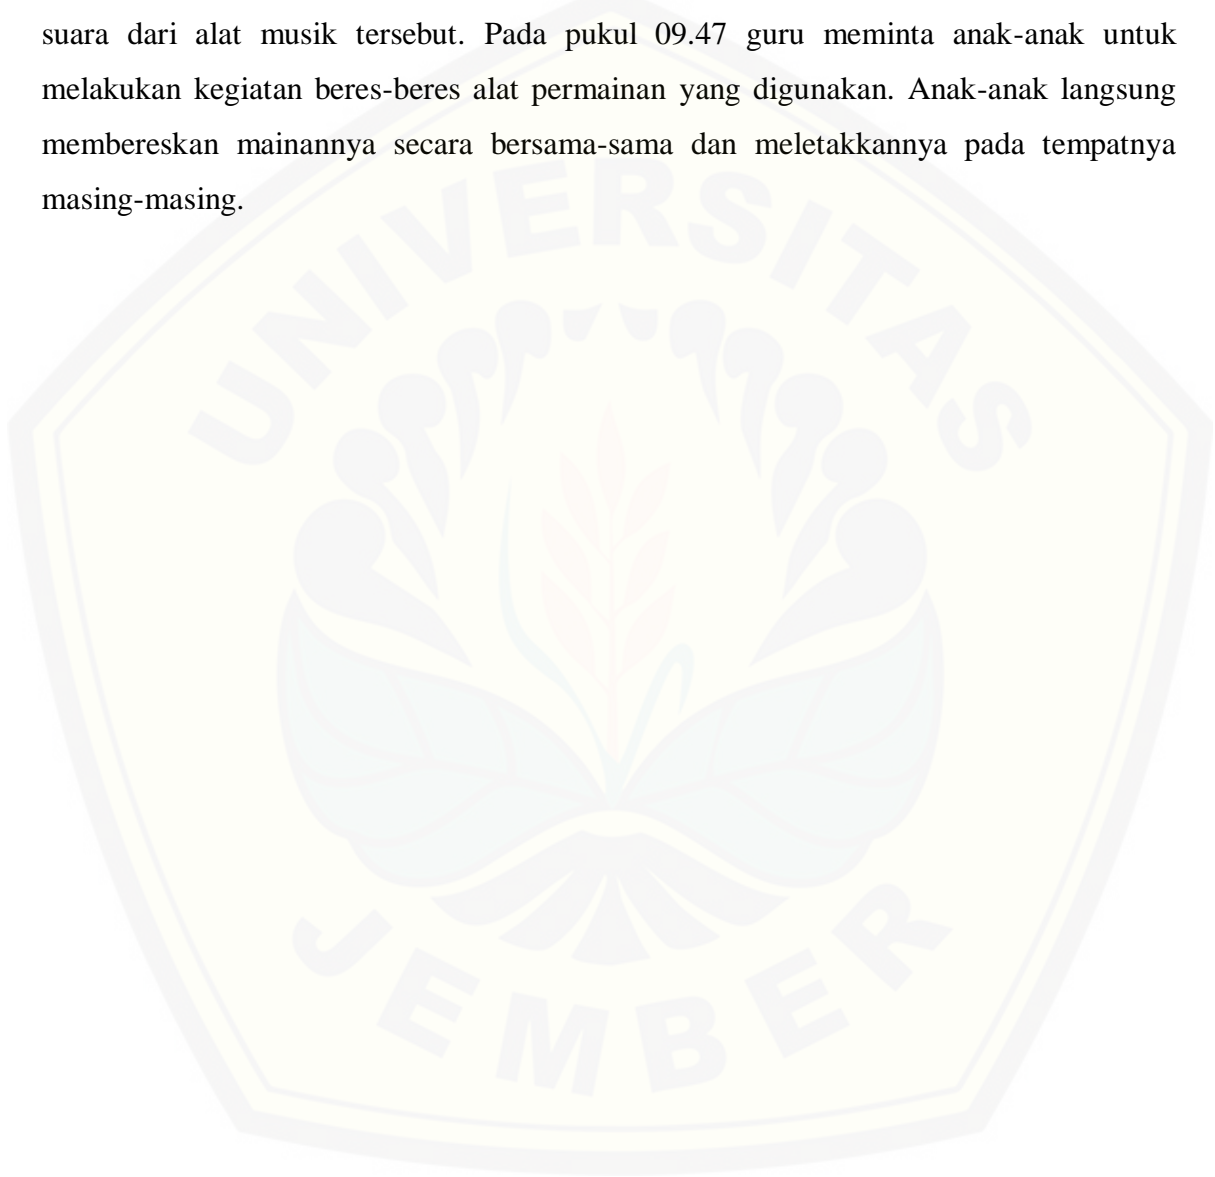 suara dari alat musik tersebut. Pada pukul 09.47 guru meminta anak-anak untuk
melakukan kegiatan beres-beres alat permainan yang digunakan. Anak-anak langsung
membereskan mainannya secara bersama-sama dan meletakkannya pada tempatnya
masing-masing.
UNIVERSITAS
JEMBER